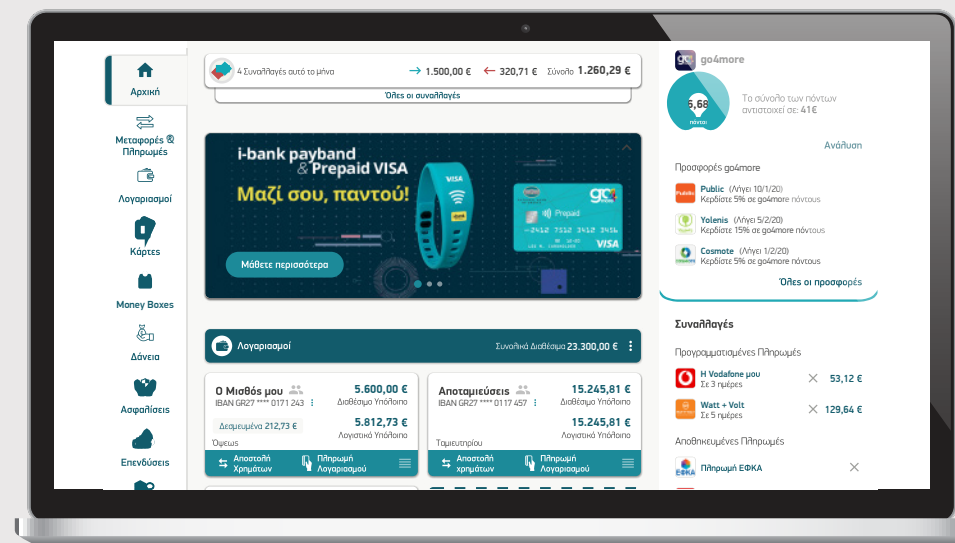 Αρχική
Μεταφορές &
Πληρωμές
Λογαριασμοί
Κάρτες
Money Boxes
Δάνεια
Ασφαλίσεις
Επενδύσεις
4 Συναλλαγές αυτό το μήνα
1.500,00 €
320,71 €
Σύνολο 1.260,29 €
Όλες οι συναλλαγές
i-bank payband
& Prepaid VISA
Μαζί σου, παντού!
Μάθετε περισσότερα
VISA
i-bank
go
Prepaid
2412 7512 3412 3456
VISA
Λογαριασμοί
Συνολικά Διαθέσιμα 23.300,00 €
Ο Μισθός μου
5.600,00 €
IBAN GR27 **** 0171 243
Διαθέσιμο Υπόλοιπο
Δεσμευμένα 212,73 €
5.812,73 €
Λογιστικό Υπόλοιπο
Όψεως
Αποστολή
Χρημάτων
Πληρωμή
Λογαριασμού
Αποταμιεύσεις
15.245,81 €
IBAN GR27 **** 0117 457
Διαθέσιμο Υπόλοιπο
15.245,81 €
Λογιστικό Υπόλοιπο
Ταμιευτηρίου
Αποστολή
χρημάτων
Πληρωμή
Λογαριασμού
go4more
5,68
πόντοι
Το σύνολο των πόντων
αντιστοιχεί σε: 41€
Ανάλυση
Προσφορές go4more
Public (Λήγει 10/1/20)
Κερδίστε 5% σε go4more πόντους
Yolenis (Λήγει 5/2/20)
Κερδίστε 15% σε go4more πόντους
Cosmote (Λήγει 1/2/20)
Κερδίστε 5% σε go4more πόντους
Όλες οι προσφορές
Συναλλαγές
Προγραμματισμένες Πληρωμές
Η Vodafone μου
Σε 3 ημέρες
53,12 €
Watt + Volt
Σε 5 ημέρες
129,64 €
Αποθηκευμένες Πληρωμές
ΕΦΚΑ
Πληρωμή ΕΦΚΑ